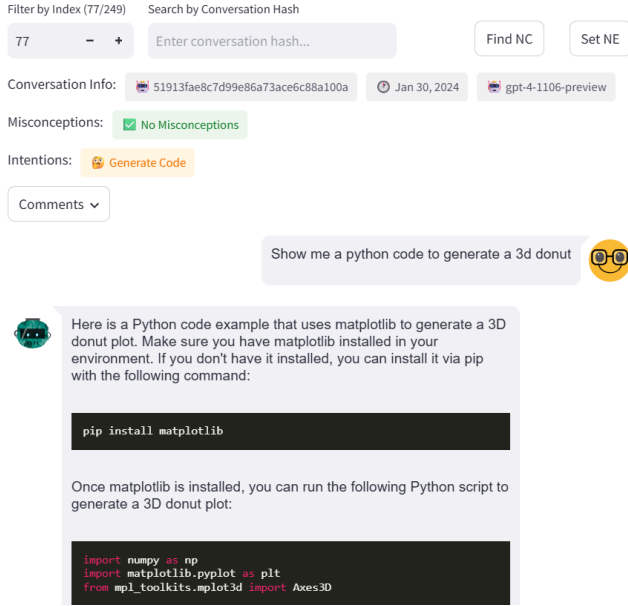 Filter by Index (77/249) Search by Conversation Hash
77 - + Enter conversation hash... Find NC Set NE
Conversation Info: 51913fae8c7d99e86a73ace6c88a100a Jan 30, 2024 gpt-4-1106-preview
Misconceptions: No Misconceptions
Intentions: Generate Code
Comments
Show me a python code to generate a 3d donut
Here is a Python code example that uses matplotlib to generate a 3D
donut plot. Make sure you have matplotlib installed in your
environment. If you don't have it installed, you can install it via pip
with the following command:
pip install matplotlib
Once matplotlib is installed, you can run the following Python script to
generate a 3D donut plot:
import numpy as np
import matplotlib.pyplot as plt
from mpl_toolkits.mplot3d import Axes3D